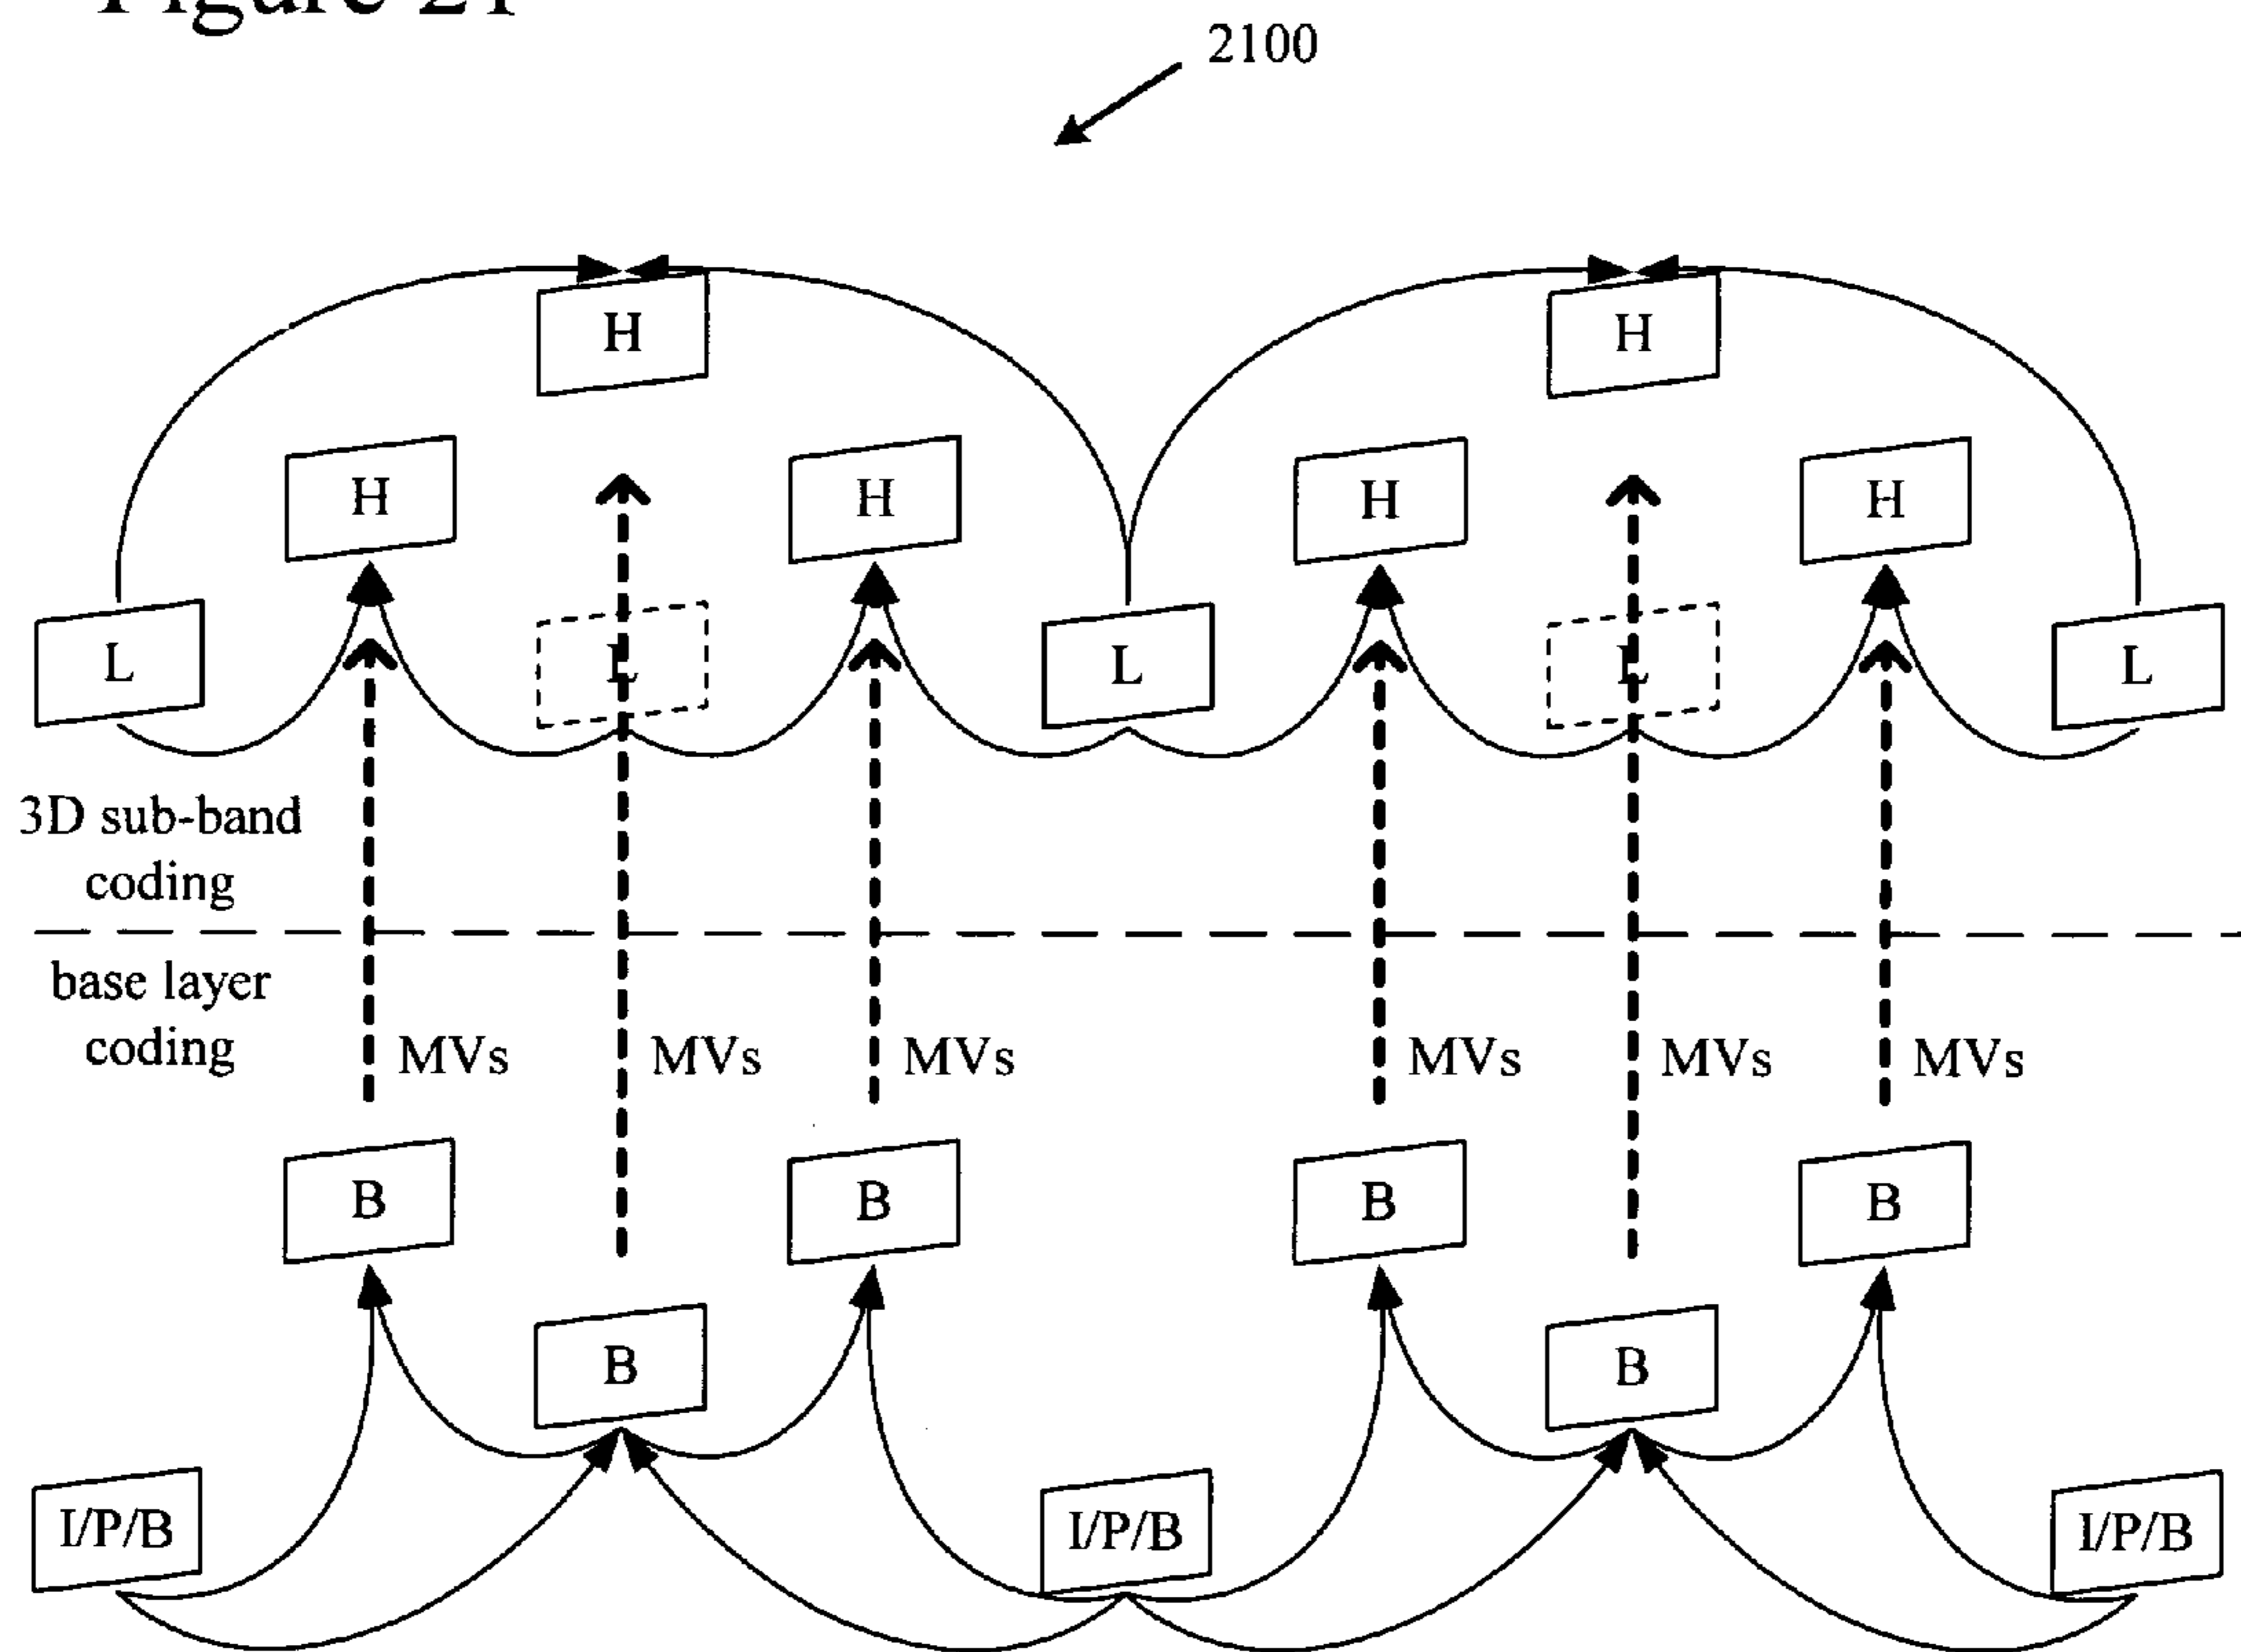 Figure 21
2100
H H
H H H H
L L L L L
3D sub-band
coding
base layer
coding
MVs MVs MVs MVs MVs MVs
B B B B
B B
I/P/B I/P/B I/P/B